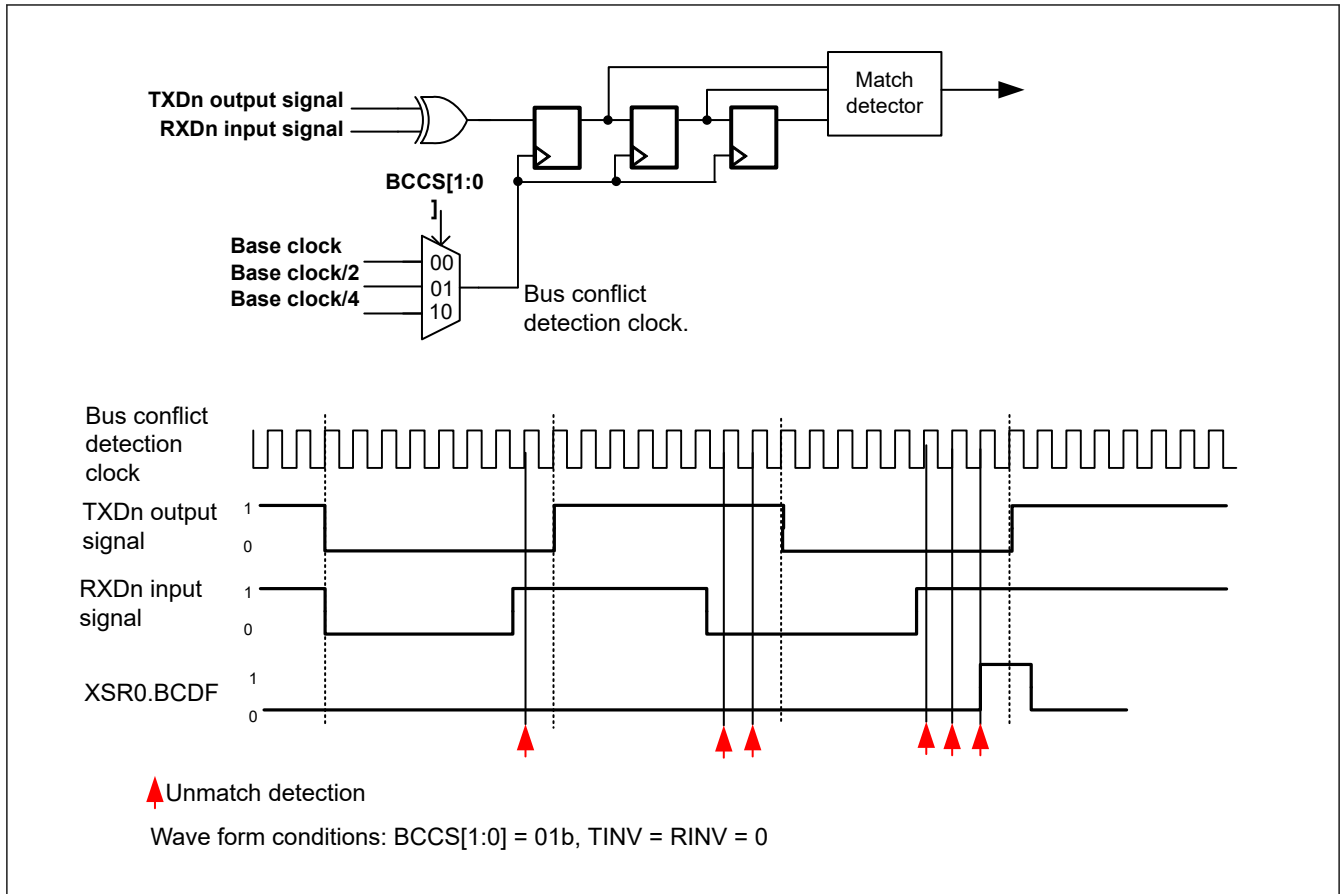 TXDn output signal
RXDn input signal
Match
detector
BCCS[1:0
]
Base clock
Base clock/2
Base clock/4
00
01
10
Bus conflict
detection clock.
Bus conflict
detection
clock
TXDn output
signal
1
0
RXDn input
signal
1
0
XSR0.BCDF
1
0
Unmatch detection
Wave form conditions: BCCS[1:0] = 01b, TINV = RINV = 0